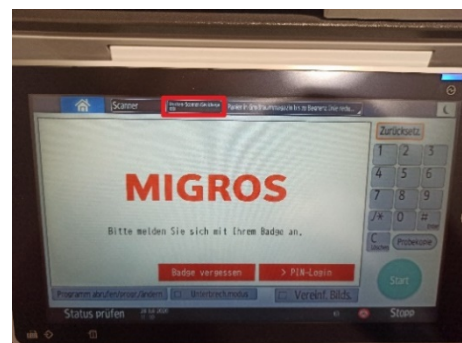 Scanner
Zurücksetz.
1 2 3
4 5 6
7 8 9
./* 0 #
MIGROS
Bitte melden Sie sich mit Ihrem Badge an.
Badge vergessen
> PIN-Login
C
Probekopie
Start
Programm abrufen/progr/ändern
Unterbrechmodus
Vereinf. Bilds.
Status prüfen
Stopp